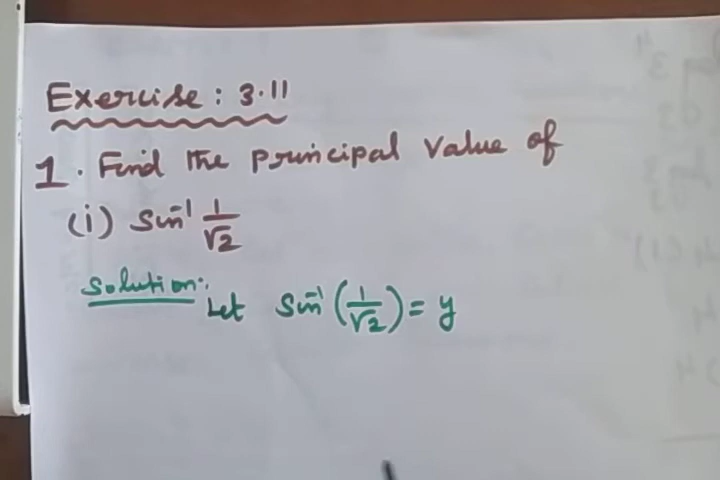 Exercise : 3.11
1. Find the principal value of
(i) sin⁻¹ 1/√2
Solution:
Let sin⁻¹ (1/√2) = y